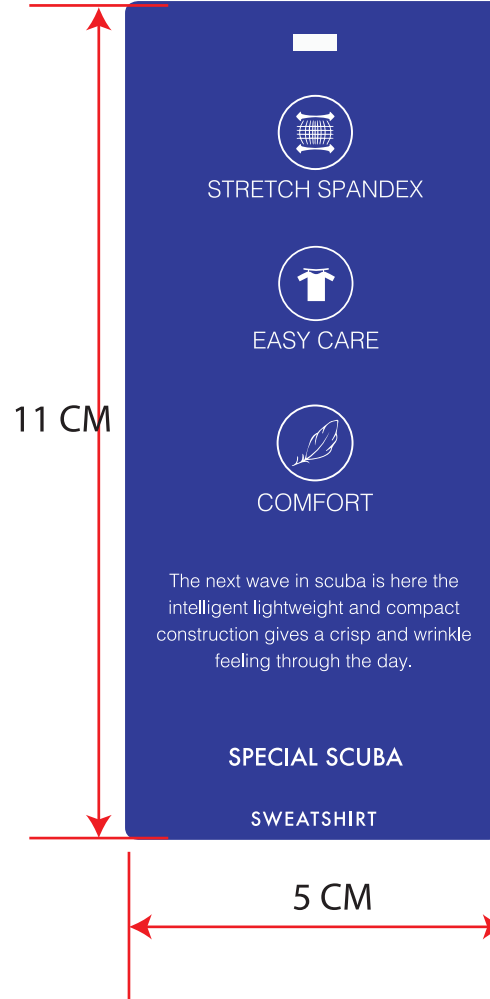 STRETCH SPANDEX
EASY CARE
11 CM
COMFORT
The next wave in scuba is here the
intelligent lightweight and compact
construction gives a crisp and wrinkle
feeling through the day.
SPECIAL SCUBA
SWEATSHIRT
5 CM